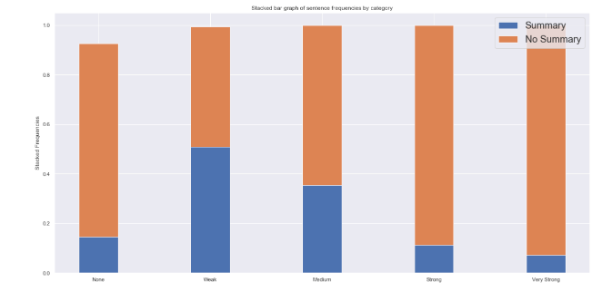 Stacked bar graph of sentence frequencies by category
Summary
No Summary
Stacked Frequencies
1.0
0.8
0.6
0.4
0.2
0.0
None
Weak
Medium
Strong
Very Strong